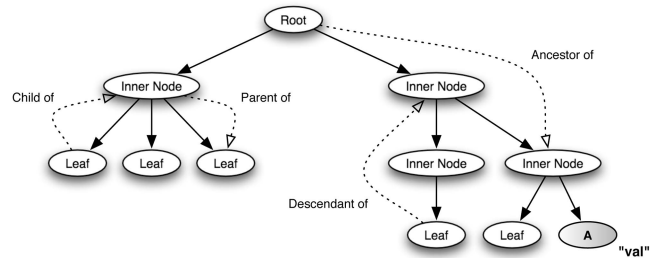 Root
Ancestor of
Inner Node
Inner Node
Child of
Parent of
Leaf
Leaf
Leaf
Inner Node
Inner Node
Descendant of
Leaf
Leaf
A
"val"